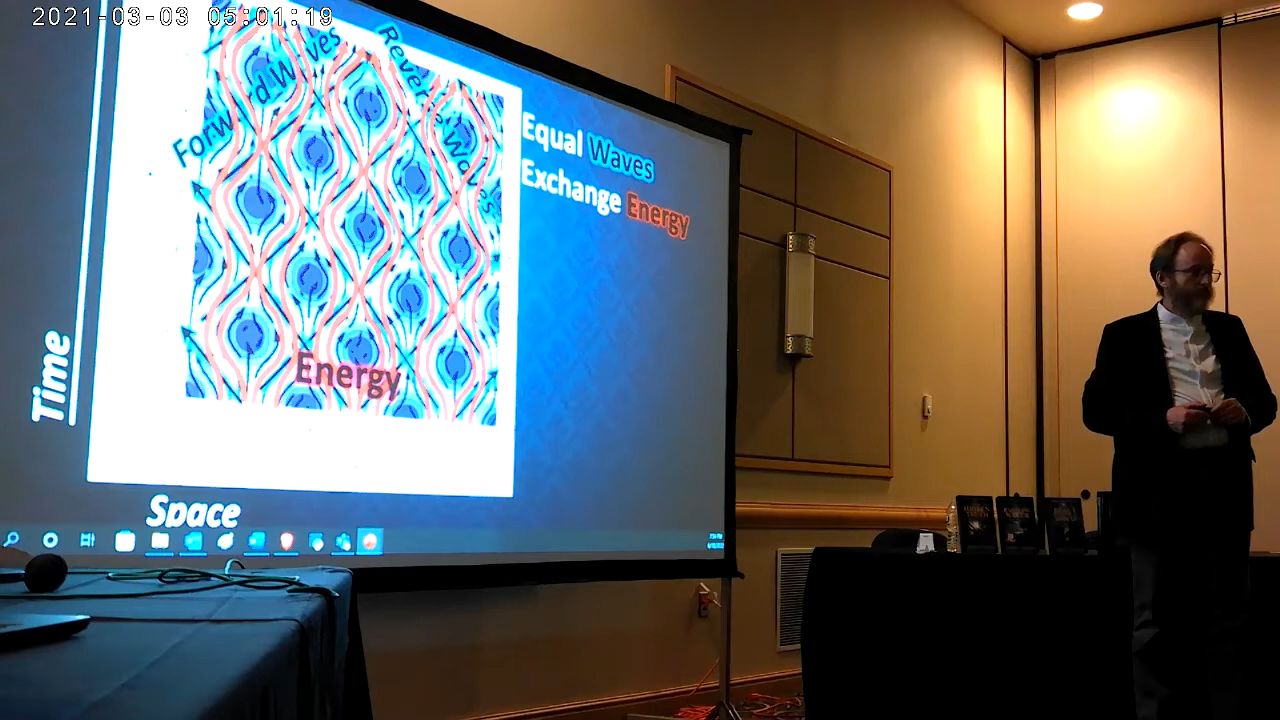 2021-03-03 05:01:19
Forward Waves
Reverse Waves
Equal Waves
Exchange Energy
Energy
Time
Space